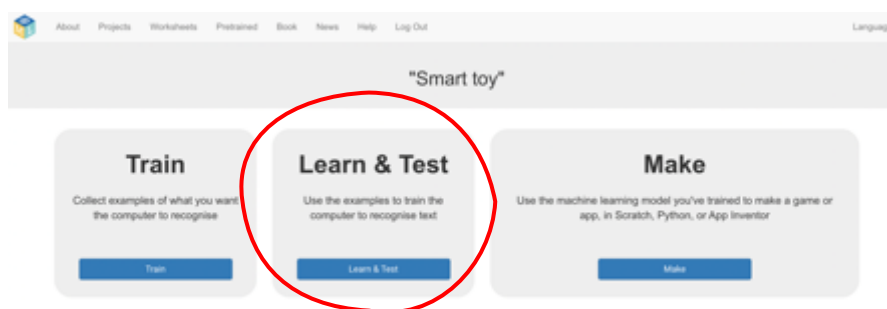 About Projects Worksheets Pretrained Book News Help Log Out Languag
"Smart toy"
Train
Collect examples of what you want
the computer to recognise
Train
Learn & Test
Use the examples to train the
computer to recognise text
Learn & Test
Make
Use the machine learning model you've trained to make a game or
app, in Scratch, Python, or App Inventor
Make